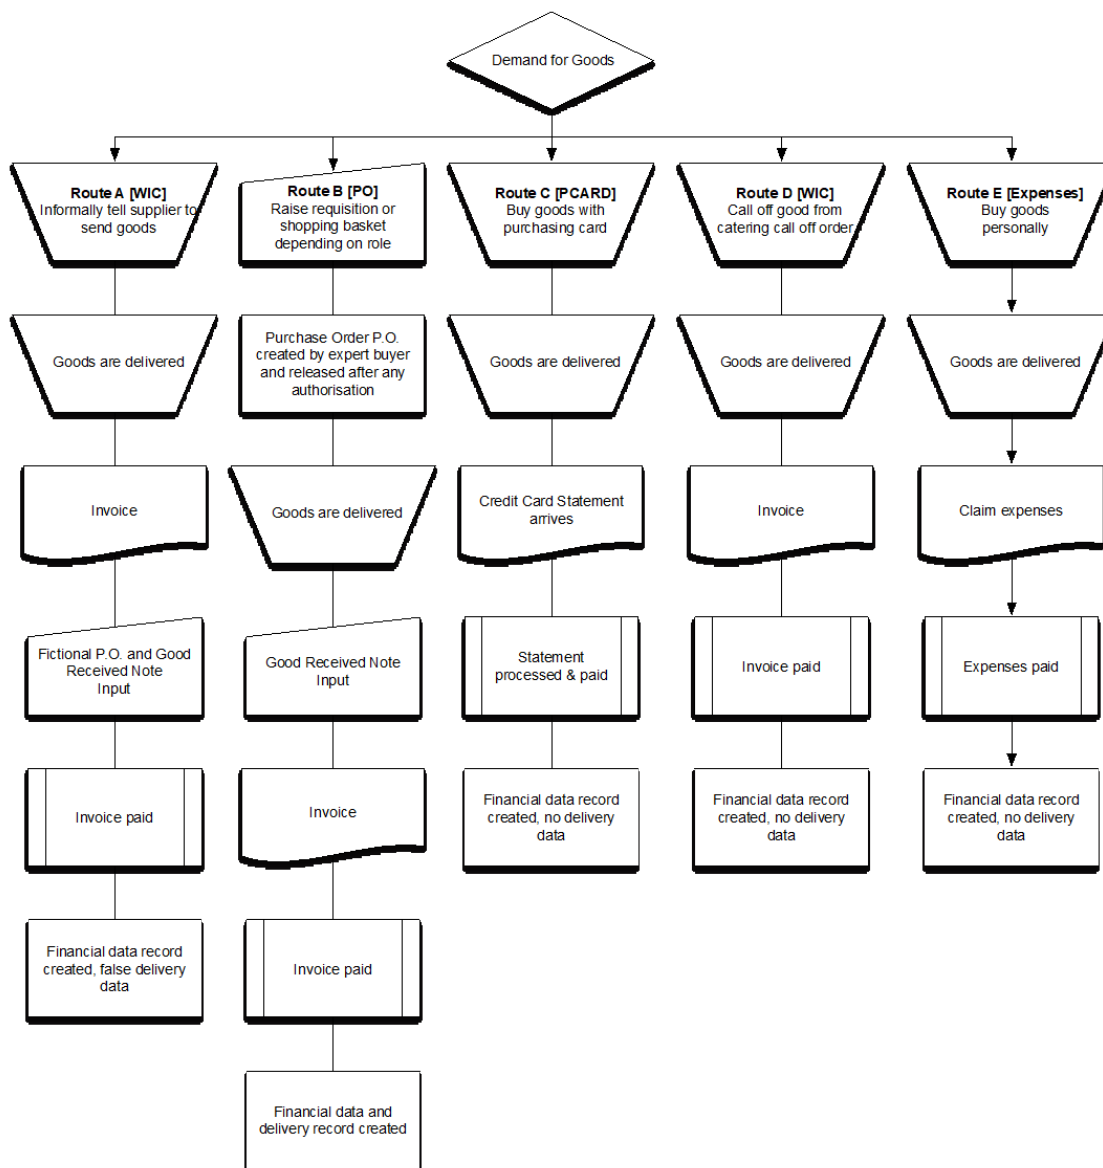 Demand for Goods
Route A [WIC]
Informally tell supplier to
send goods
Route B [PO]
Raise requisition or
shopping basket
depending on role
Route C [PCARD]
Buy goods with
purchasing card
Route D [WIC]
Call off good from
catering call off order
Route E [Expenses]
Buy goods
personally
Goods are delivered
Purchase Order P.O.
created by expert buyer
and released after any
authorisation
Goods are delivered
Goods are delivered
Goods are delivered
Invoice
Goods are delivered
Credit Card Statement
arrives
Invoice
Claim expenses
Fictional P.O. and Good
Received Note
Input
Good Received Note
Input
Statement
processed & paid
Invoice paid
Expenses paid
Invoice paid
Invoice
Financial data record
created, no delivery
data
Financial data record
created, no delivery
data
Financial data record
created, no delivery
data
Financial data record
created, false delivery
data
Invoice paid
Financial data and
delivery record created